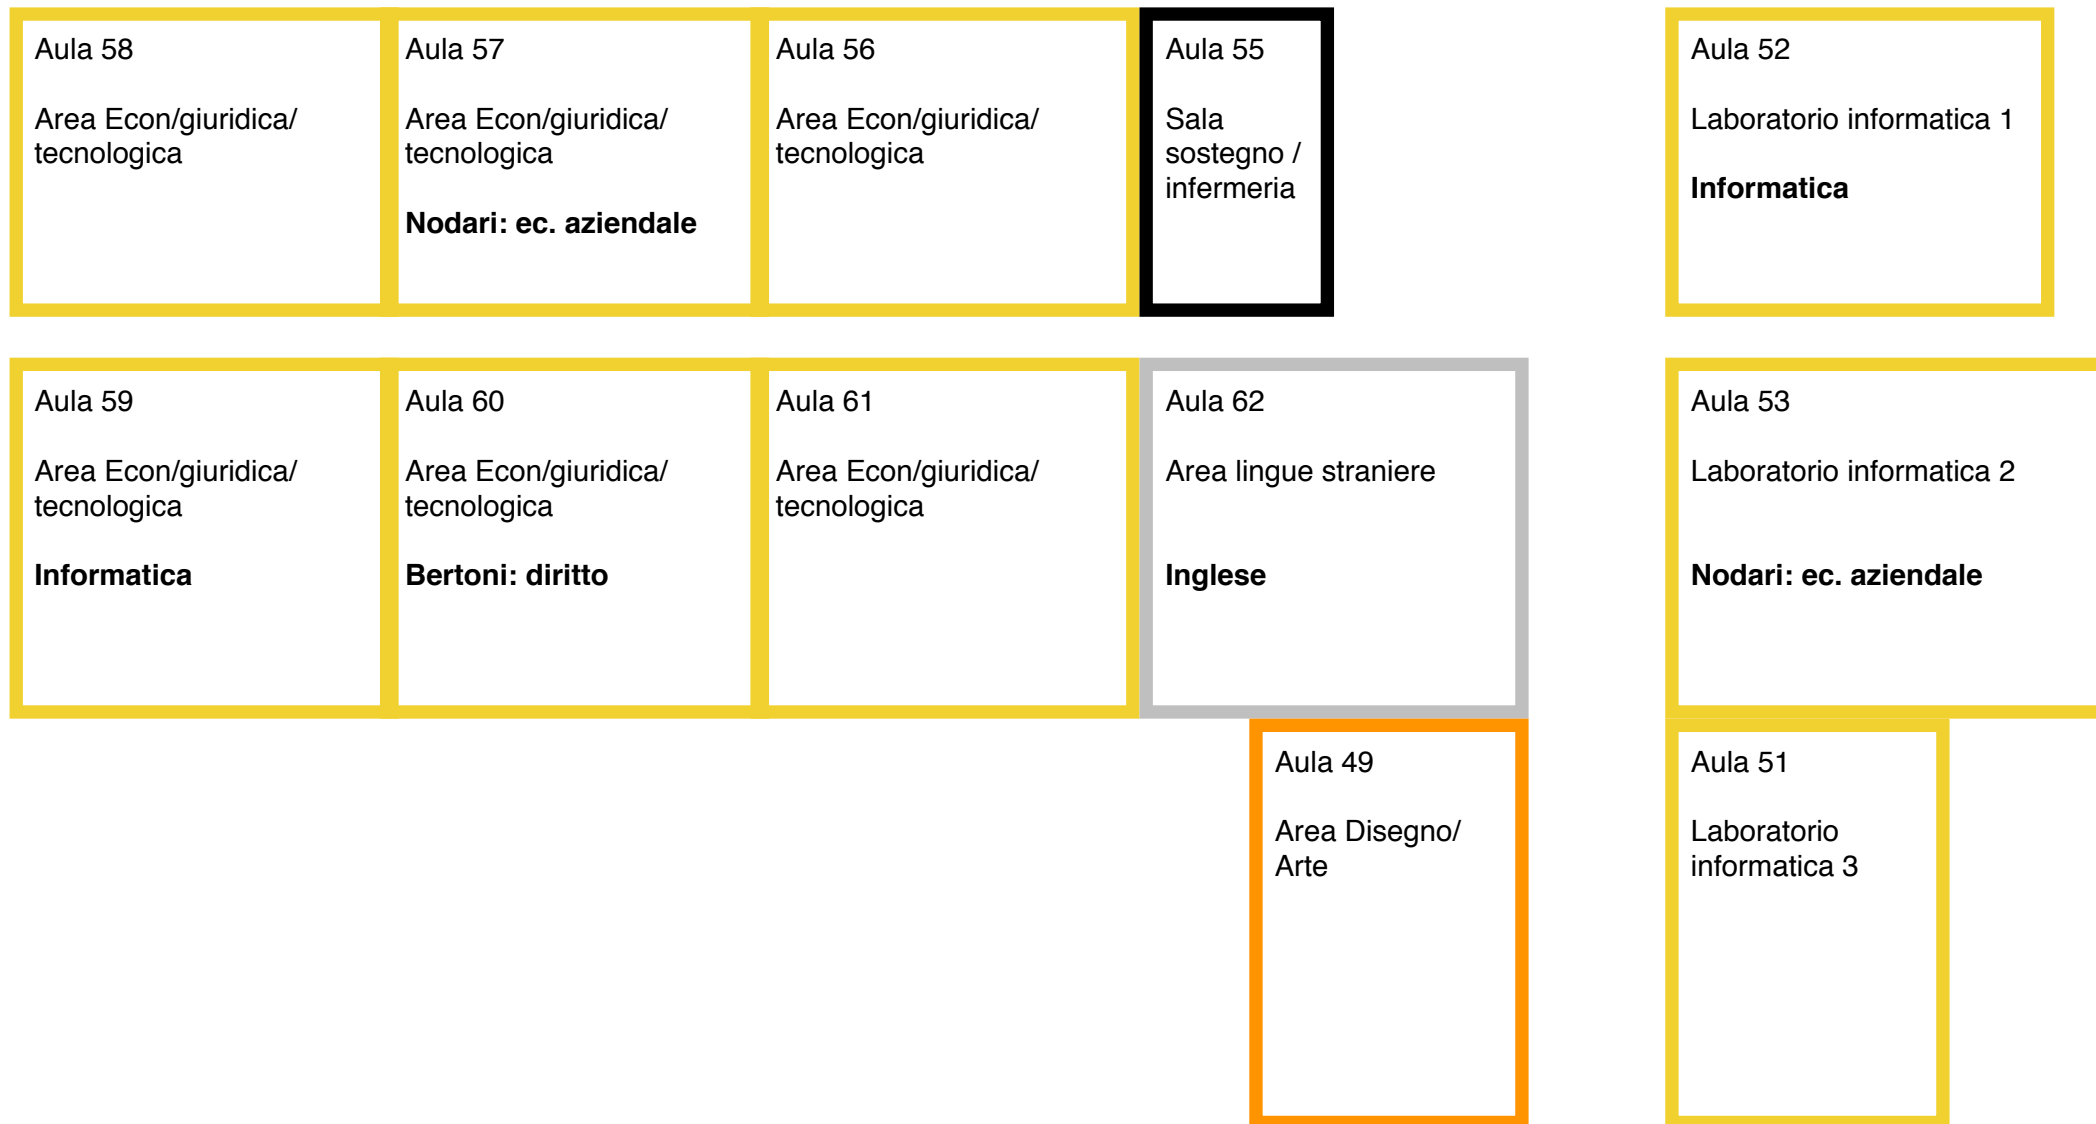 Aula 58
Area Econ/giuridica/
tecnologica
Aula 57
Area Econ/giuridica/
tecnologica
Nodari: ec. aziendale
Aula 56
Area Econ/giuridica/
tecnologica
Aula 55
Sala
sostegno /
infermeria
Aula 52
Laboratorio informatica 1
Informatica
Aula 59
Area Econ/giuridica/
tecnologica
Informatica
Aula 60
Area Econ/giuridica/
tecnologica
Bertoni: diritto
Aula 61
Area Econ/giuridica/
tecnologica
Aula 62
Area lingue straniere
Inglese
Aula 53
Laboratorio informatica 2
Nodari: ec. aziendale
Aula 49
Area Disegno/
Arte
Aula 51
Laboratorio
informatica 3